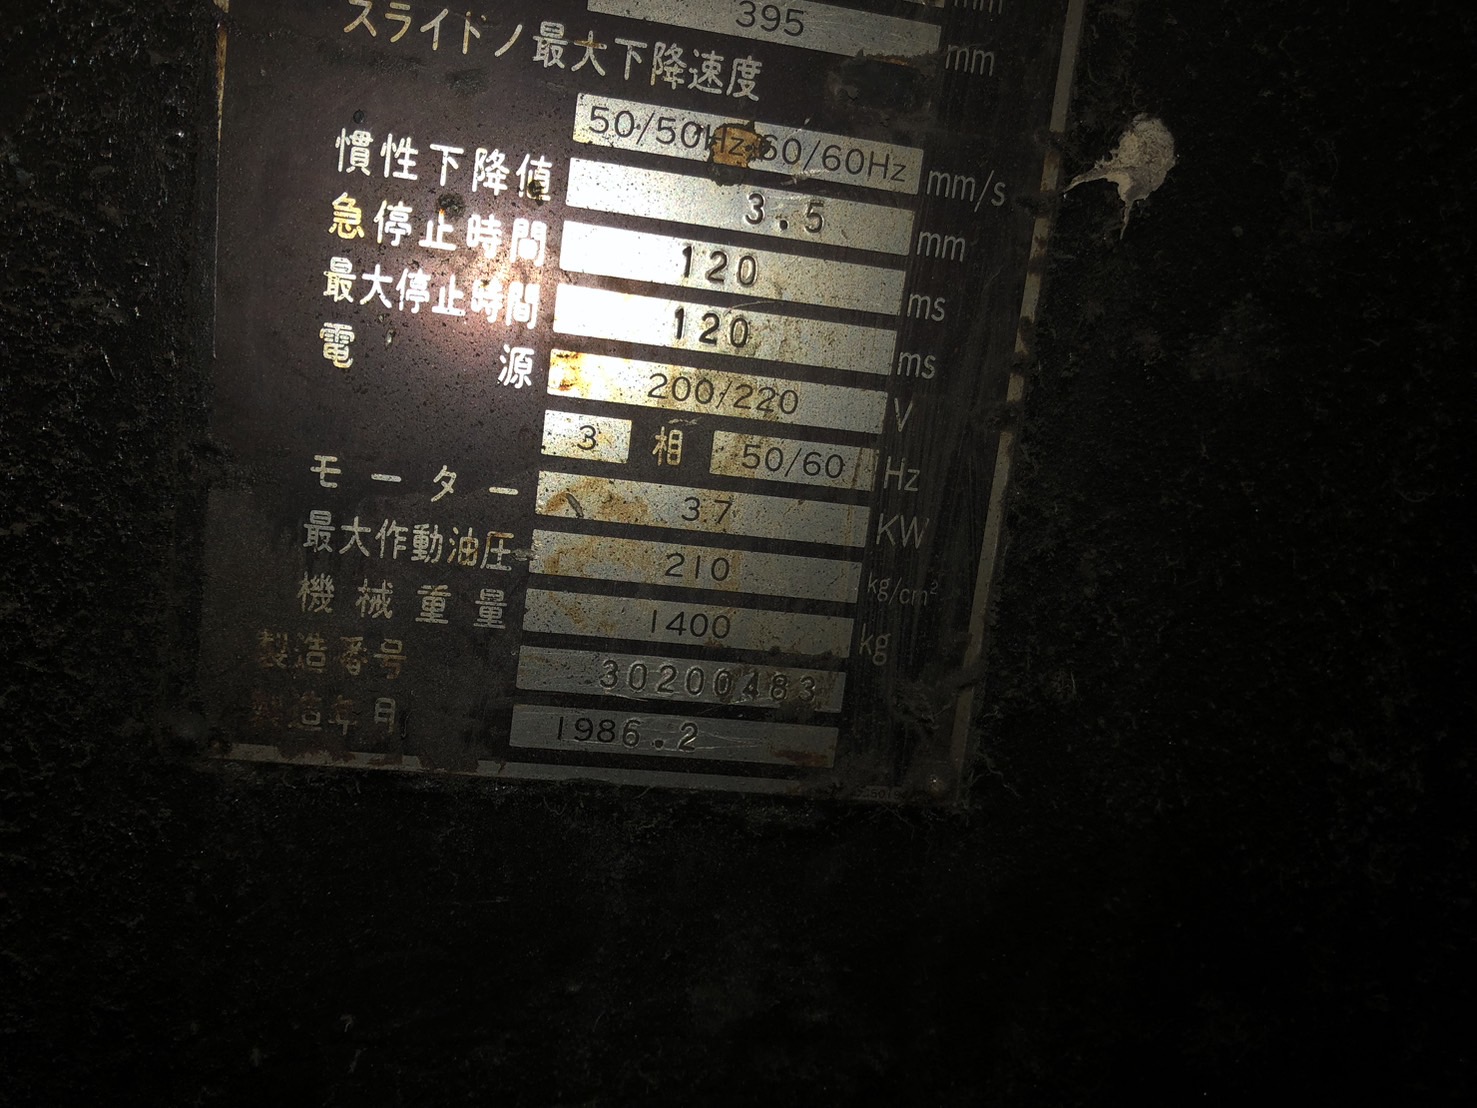 395 mm
スライドノ最大下降速度
50/50Hz・60/60Hz mm/s
慣性下降値 3.5 mm
急停止時間 120 ms
最大停止時間 120 ms
電源 200/220 V
3 相 50/60 Hz
モーター 3.7 KW
最大作動油圧 210 kg/cm²
機械重量 1400 kg
製造番号 30200483
製造年月 1986.2